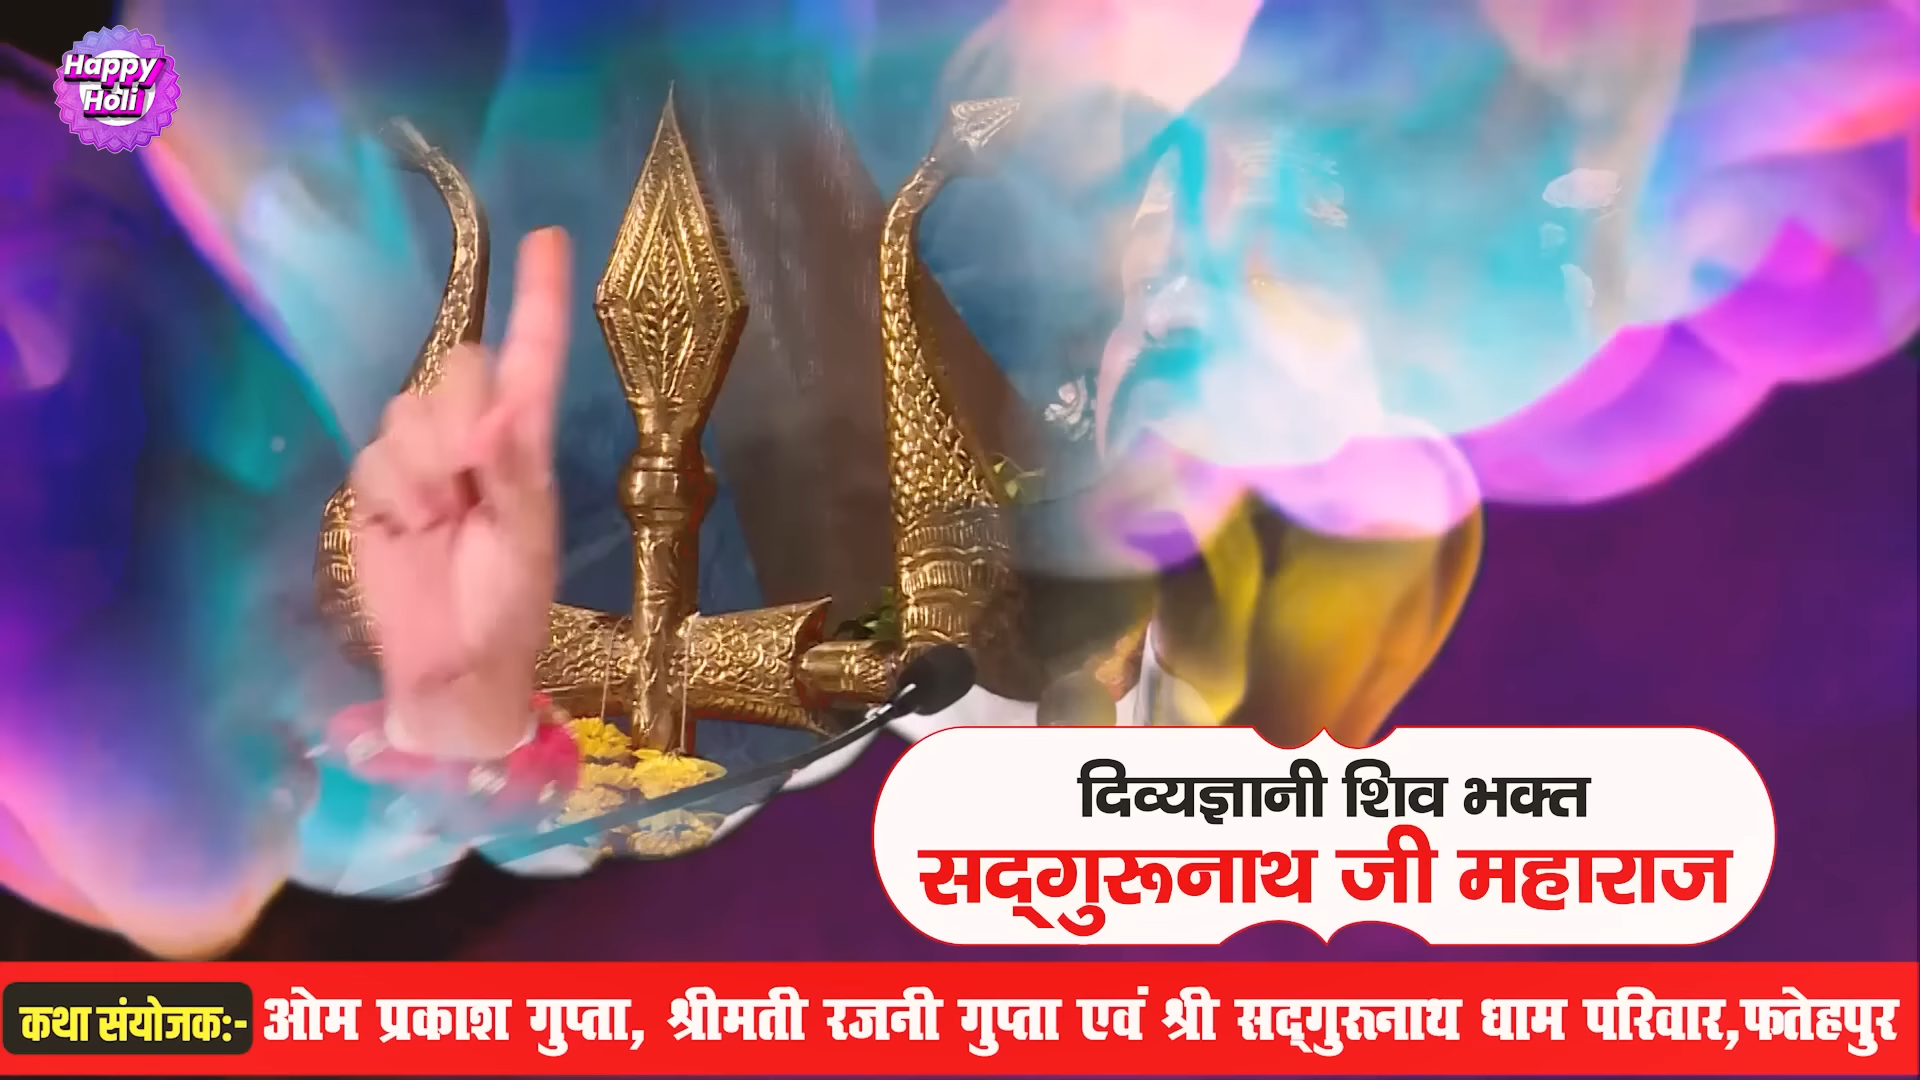 Happy
Holi
दिव्यज्ञानी शिव भक्त
सद्‌गुरूनाथ जी महाराज
कथा संयोजकः- ओम प्रकाश गुप्ता, श्रीमती रजनी गुप्ता एवं श्री सद्‌गुरुनाथ धाम परिवार,फतेहपुर